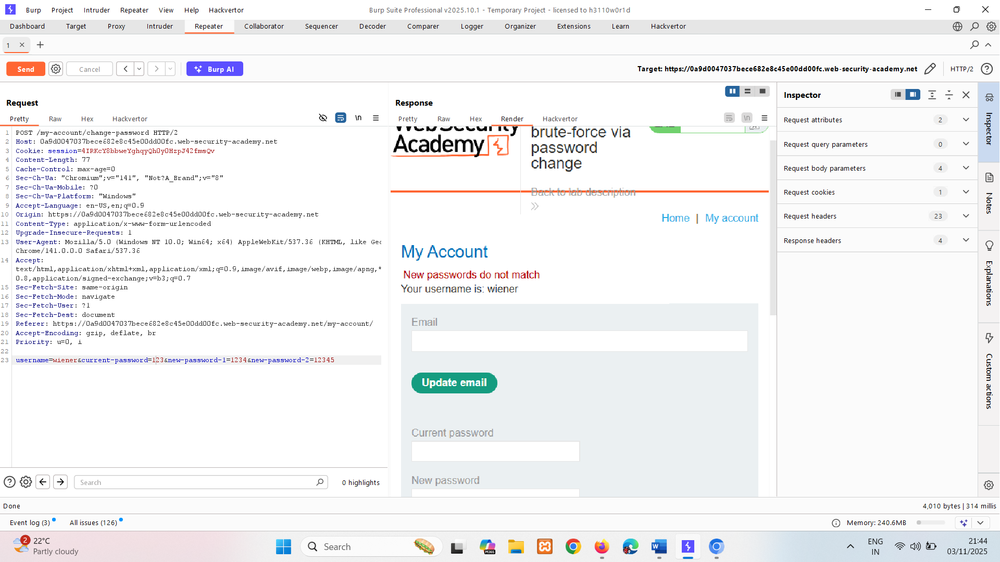 Burp Project Intruder Repeater View Help Hackvertor Burp Suite Professional v2025.10.1 - Temporary Project - licensed to h3110w0r1d
Dashboard Target Proxy Intruder Repeater Collaborator Sequencer Decoder Comparer Logger Organizer Extensions Learn Hackvertor
1
Send Cancel Burp AI Target: https://0a9d0047037bece682e8c45e00dd00fc.web-security-academy.net HTTP/2
Request
Pretty Raw Hex Hackvertor \n
1 POST /my-account/change-password HTTP/2
2 Host: 0a9d0047037bece682e8c45e00dd00fc.web-security-academy.net
3 Cookie: session=4IRKcY8bbweYghqyQh0y0HzpJ42fmsQv
4 Content-Length: 77
5 Cache-Control: max-age=0
6 Sec-Ch-Ua: "Chromium";v="141", "Not?A_Brand";v="8"
7 Sec-Ch-Ua-Mobile: ?0
8 Sec-Ch-Ua-Platform: "Windows"
9 Accept-Language: en-US,en;q=0.9
10 Origin: https://0a9d0047037bece682e8c45e00dd00fc.web-security-academy.net
11 Content-Type: application/x-www-form-urlencoded
12 Upgrade-Insecure-Requests: 1
13 User-Agent: Mozilla/5.0 (Windows NT 10.0; Win64; x64) AppleWebKit/537.36 (KHTML, like Gec
Chrome/141.0.0.0 Safari/537.36
14 Accept:
text/html,application/xhtml+xml,application/xml;q=0.9,image/avif,image/webp,image/apng,*
0.8,application/signed-exchange;v=b3;q=0.7
15 Sec-Fetch-Site: same-origin
16 Sec-Fetch-Mode: navigate
17 Sec-Fetch-User: ?1
18 Sec-Fetch-Dest: document
19 Referer: https://0a9d0047037bece682e8c45e00dd00fc.web-security-academy.net/my-account/
20 Accept-Encoding: gzip, deflate, br
21 Priority: u=0, i
22
23 username=wiener&current-password=123&new-password-1=1234&new-password-2=12345
Search 0 highlights
Response
Pretty Raw Hex Render Hackvertor \n
Web Security
Academy
brute-force via
password
change
Back to lab description
Home | My account
My Account
New passwords do not match
Your username is: wiener
Email
Update email
Current password
New password
Inspector
Request attributes 2
Request query parameters 0
Request body parameters 4
Request cookies 1
Request headers 23
Response headers 4
Inspector
Notes
Explanations
Custom actions
Done 4,010 bytes | 314 millis
Event log (3) All issues (126) Memory: 240.6MB
2 22°C
Partly cloudy
Search
M365
W
ENG
IN
21:44
03/11/2025